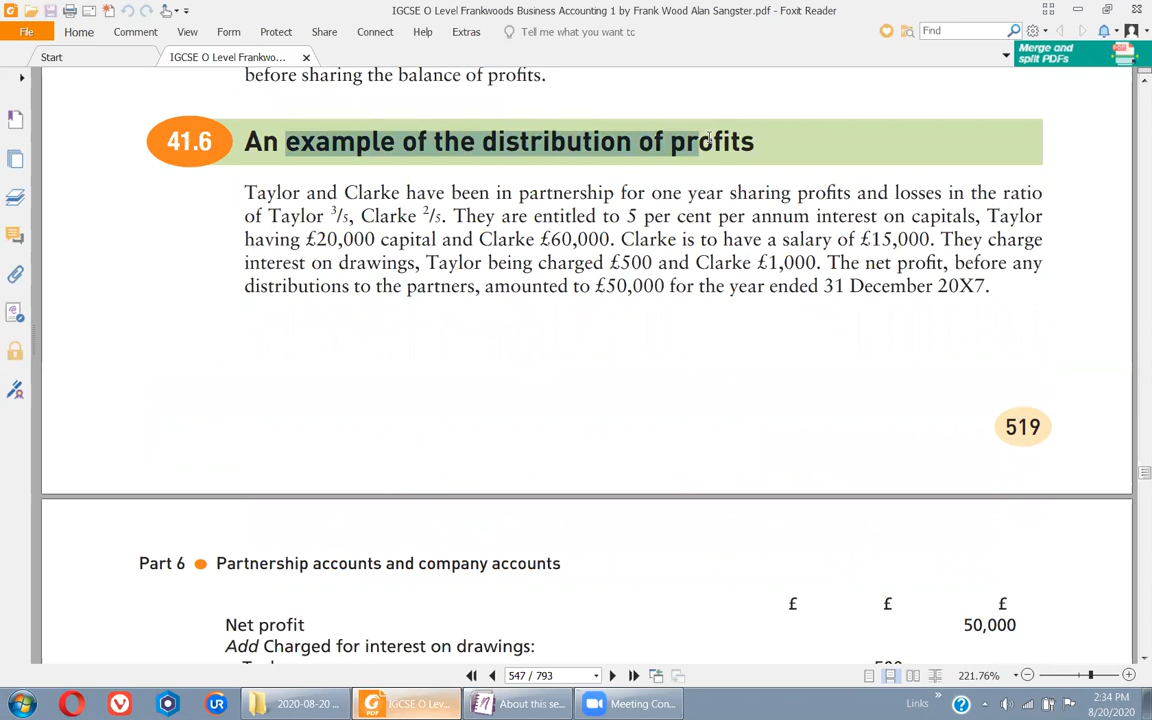 IGCSE O Level Frankwoods Business Accounting 1 by Frank Wood Alan Sangster.pdf - Foxit Reader
File Home Comment View Form Protect Share Connect Help Extras Tell me what you want to Find
Start IGCSE O Level Frankwo... Merge and split PDFs
before sharing the balance of profits.
41.6 An example of the distribution of profits
Taylor and Clarke have been in partnership for one year sharing profits and losses in the ratio
of Taylor 3/5, Clarke 2/5. They are entitled to 5 per cent per annum interest on capitals, Taylor
having £20,000 capital and Clarke £60,000. Clarke is to have a salary of £15,000. They charge
interest on drawings, Taylor being charged £500 and Clarke £1,000. The net profit, before any
distributions to the partners, amounted to £50,000 for the year ended 31 December 20X7.
519
Part 6 Partnership accounts and company accounts
£ £ £
Net profit 50,000
Add Charged for interest on drawings:
547 / 793 221.76%
2020-08-20 ... IGCSE O Lev... About this se... Meeting Con... Links 2:34 PM
8/20/2020